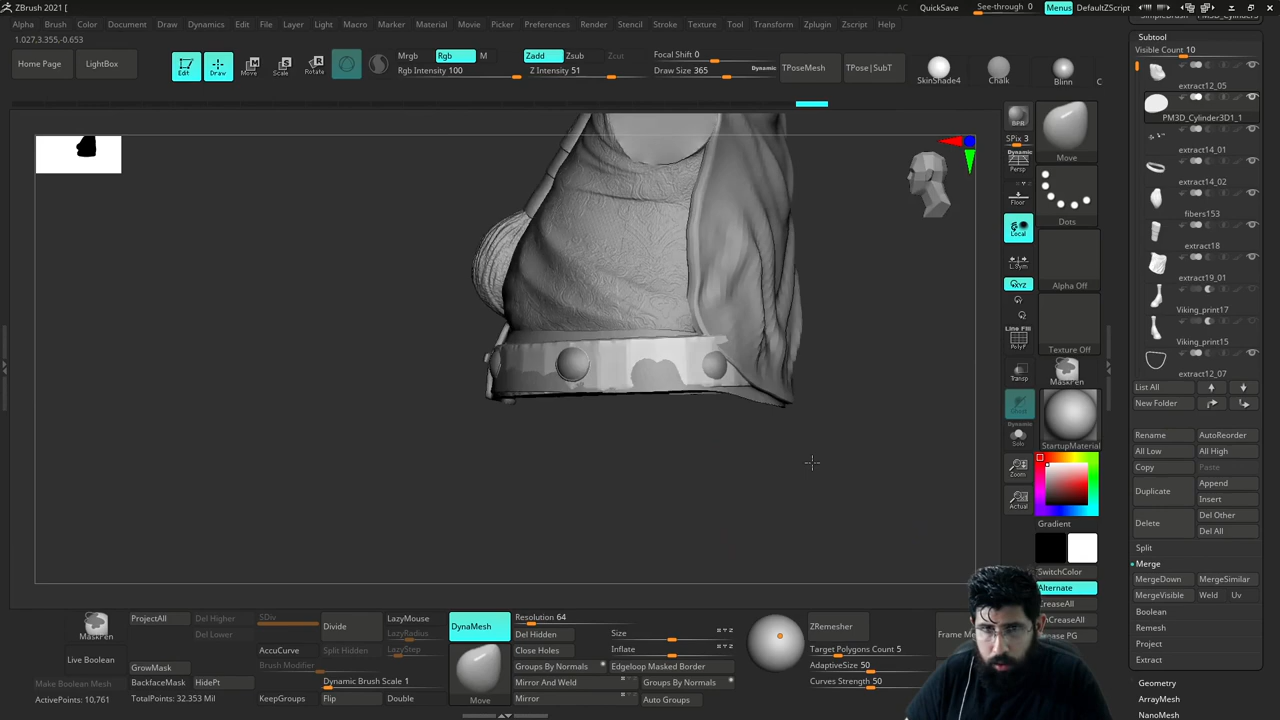 ZBrush 2021 [
AC QuickSave See-through 0 Menus DefaultZScript
Alpha Brush Color Document Draw Dynamics Edit File Layer Light Macro Marker Material Movie Picker Preferences Render Stencil Stroke Texture Tool Transform Zplugin Zscript Help
1.027,3.355,-0.653
Home Page
LightBox
Edit
Draw
Move
Scale
Rotate
Mrgb Rgb M
Rgb Intensity 100
Zadd Zsub Zcut
Z Intensity 51
Focal Shift 0
Draw Size 365 Dynamic
TPoseMesh
TPose|SubT
SkinShade4
Chalk
Blinn
C
BPR
SPix 3
Dynamic
Persp
Floor
Local
L.Sym
XYZ
Line Fill
PolyF
Transp
Ghost
Dynamic
Solo
Zoom
Actual
Move
Dots
Alpha Off
Texture Off
MaskPen
StartupMaterial
Gradient
SwitchColor
Alternate
CreaseAll
Crease PG
SimpleBrush PM3D_Cylinder3
Subtool
Visible Count 10
extract12_05
PM3D_Cylinder3D1_1
extract14_01
extract14_02
fibers153
extract18
extract19_01
Viking_print17
Viking_print15
extract12_07
List All
New Folder
Rename AutoReorder
All Low All High
Copy Paste
Duplicate Append
Insert
Delete Del Other
Del All
Split
Merge
MergeDown MergeSimilar
MergeVisible Weld Uv
Boolean
Remesh
Project
Extract
Geometry
ArrayMesh
NanoMesh
MaskPen
Live Boolean
Make Boolean Mesh
ActivePoints: 10,761
ProjectAll
GrowMask
BackfaceMask
TotalPoints: 32.353 Mil
Del Higher
Del Lower
HidePt
SDiv
AccuCurve
Brush Modifier
KeepGroups
Divide
Split Hidden
Dynamic Brush Scale 1
Flip Double
LazyMouse
LazyRadius
LazyStep
DynaMesh
Move
Resolution 64
Del Hidden
Close Holes
Groups By Normals
Mirror And Weld
Mirror
Size
Inflate
Edgeloop Masked Border
Groups By Normals
Auto Groups
ZRemesher
Target Polygons Count 5
AdaptiveSize 50
Curves Strength 50
Frame Me